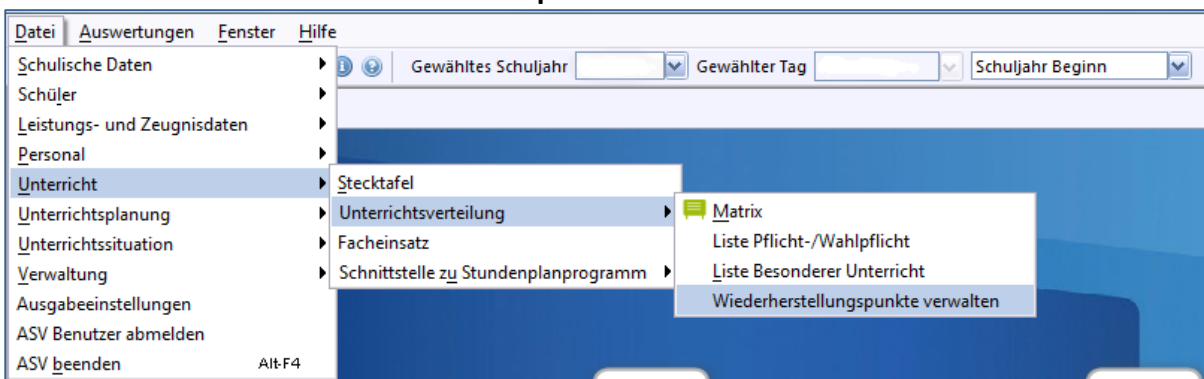 Datei Auswertungen Fenster Hilfe
Schulische Daten Gewähltes Schuljahr Gewählter Tag Schuljahr Beginn
Schüler
Leistungs- und Zeugnisdaten
Personal
Unterricht Stecktafel
Unterrichtsplanung Unterrichtsverteilung Matrix
Unterrichtssituation Facheinsatz Liste Pflicht-/Wahlpflicht
Verwaltung Schnittstelle zu Stundenplanprogramm Liste Besonderer Unterricht
Ausgabeeinstellungen Wiederherstellungspunkte verwalten
ASV Benutzer abmelden
ASV beenden Alt-F4